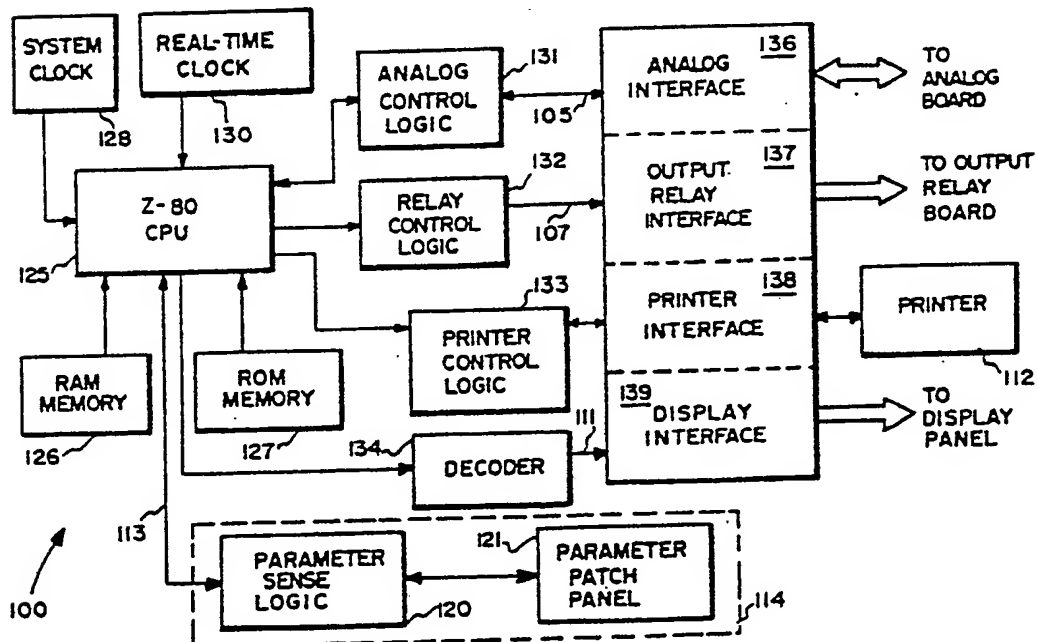 SYSTEM
CLOCK
128
REAL-TIME
CLOCK
130
ANALOG
CONTROL
LOGIC
131
105
136
ANALOG
INTERFACE
TO
ANALOG
BOARD
Z-80
CPU
125
RELAY
CONTROL
LOGIC
132
107
137
OUTPUT
RELAY
INTERFACE
TO OUTPUT
RELAY
BOARD
133
PRINTER
CONTROL
LOGIC
138
PRINTER
INTERFACE
PRINTER
112
RAM
MEMORY
126
ROM
MEMORY
127
134
DECODER
111
139
DISPLAY
INTERFACE
TO
DISPLAY
PANEL
113
100
PARAMETER
SENSE
LOGIC
120
121
PARAMETER
PATCH
PANEL
114